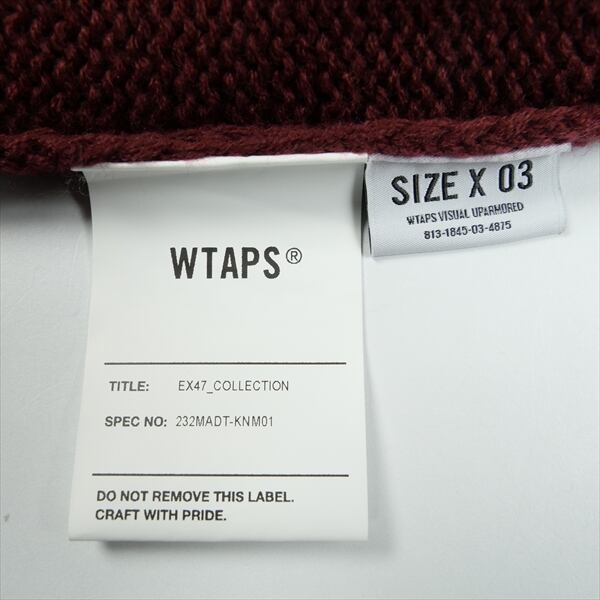 WTAPS®
TITLE: EX47_COLLECTION
SPEC NO: 232MADT-KNM01
DO NOT REMOVE THIS LABEL.
CRAFT WITH PRIDE.
SIZE X 03
WTAPS VISUAL UPARMORED
813-1845-03-4875